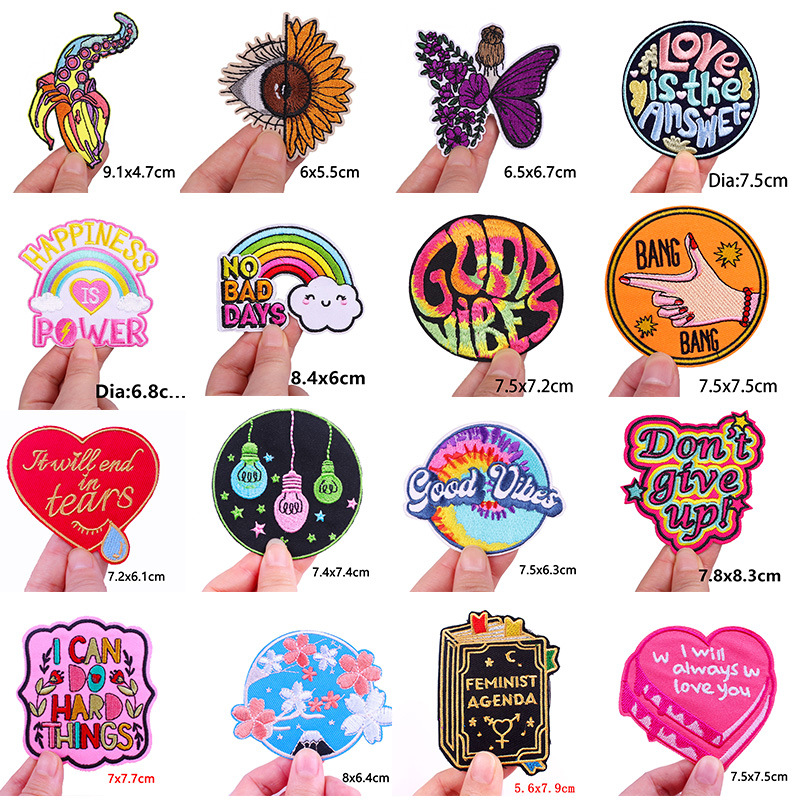 9.1x4.7cm
6x5.5cm
6.5x6.7cm
LOVE
is the
ANSWER
Dia:7.5cm
HAPPINESS
IS
POWER
Dia:6.8c...
NO
BAD
DAYS
8.4x6cm
GOOD
VIBES
7.5x7.2cm
BANG
BANG
7.5x7.5cm
It will end
in
tears
7.2x6.1cm
7.4x7.4cm
Good Vibes
7.5x6.3cm
Don't
give
up!
7.8x8.3cm
I CAN
DO
HARD
THINGS
7x7.7cm
8x6.4cm
FEMINIST
AGENDA
5.6x7.9cm
w I will
always w
love you
7.5x7.5cm